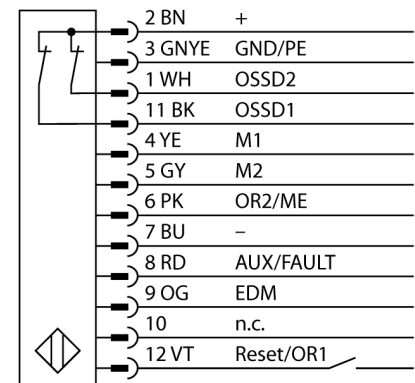 2 BN +
3 GNYE GND/PE
1 WH OSSD2
11 BK OSSD1
4 YE M1
5 GY M2
6 PK OR2/ME
7 BU –
8 RD AUX/FAULT
9 OG EDM
10 n.c.
12 VT Reset/OR1